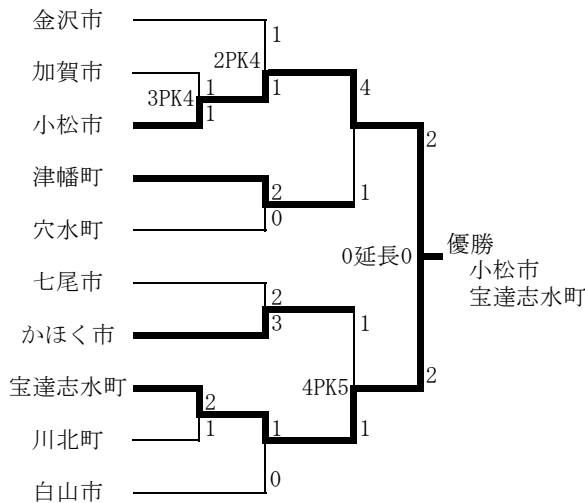 金沢市
1
2PK4
加賀市
1
1
4
3PK4
1
小松市
2
津幡町
2
1
0
穴水町
0延長0
優勝
小松市
宝達志水町
七尾市
2
3
1
かほく市
宝達志水町
4PK5
2
2
1
1
1
川北町
0
白山市